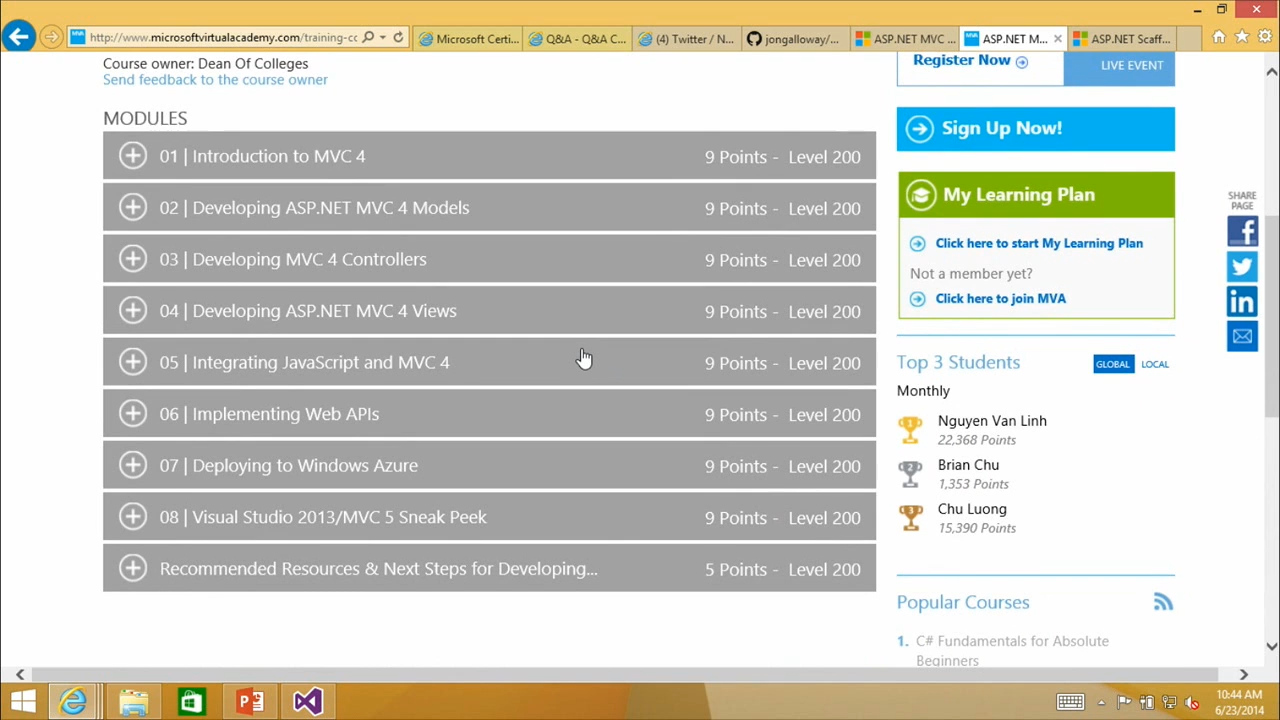 http://www.microsoftvirtualacademy.com/training-cc
Microsoft Certi...
Q&A - Q&A C...
(4) Twitter / N...
jongalloway/...
ASP.NET MVC ...
ASP.NET M...
ASP.NET Scaff...
Course owner: Dean Of Colleges
Send feedback to the course owner
MODULES
01 | Introduction to MVC 4 9 Points - Level 200
02 | Developing ASP.NET MVC 4 Models 9 Points - Level 200
03 | Developing MVC 4 Controllers 9 Points - Level 200
04 | Developing ASP.NET MVC 4 Views 9 Points - Level 200
05 | Integrating JavaScript and MVC 4 9 Points - Level 200
06 | Implementing Web APIs 9 Points - Level 200
07 | Deploying to Windows Azure 9 Points - Level 200
08 | Visual Studio 2013/MVC 5 Sneak Peek 9 Points - Level 200
Recommended Resources & Next Steps for Developing... 5 Points - Level 200
Register Now
LIVE EVENT
Sign Up Now!
My Learning Plan
Click here to start My Learning Plan
Not a member yet?
Click here to join MVA
Top 3 Students GLOBAL LOCAL
Monthly
Nguyen Van Linh
22,368 Points
Brian Chu
1,353 Points
Chu Luong
15,390 Points
Popular Courses
1. C# Fundamentals for Absolute
Beginners
SHARE
PAGE
10:44 AM
6/23/2014